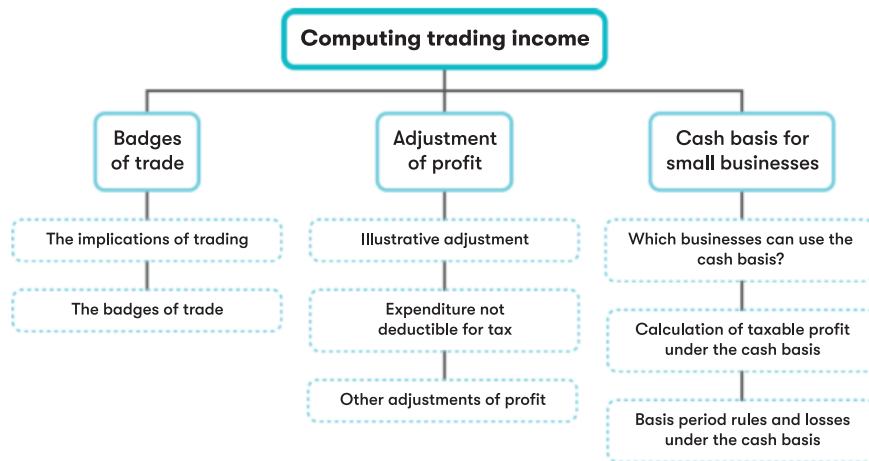 Computing trading income
Badges
of trade
The implications of trading
The badges of trade
Adjustment
of profit
Illustrative adjustment
Expenditure not
deductible for tax
Other adjustments of profit
Cash basis for
small businesses
Which businesses can use the
cash basis?
Calculation of taxable profit
under the cash basis
Basis period rules and losses
under the cash basis